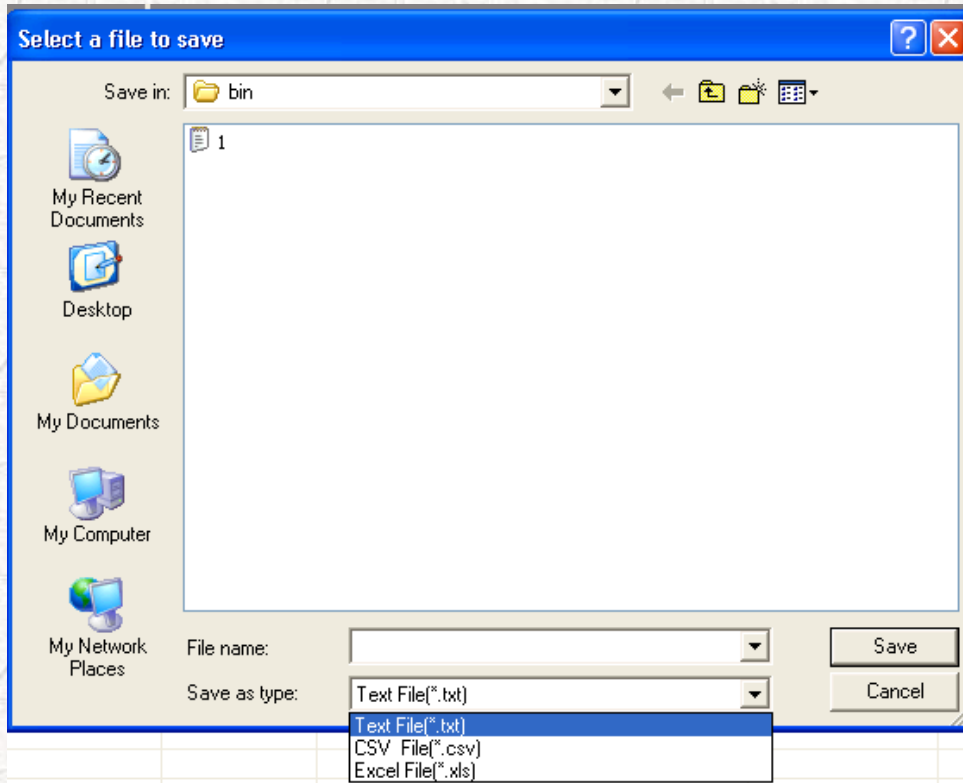 Select a file to save
Save in: bin
1
My Recent
Documents
Desktop
My Documents
My Computer
My Network
Places
File name:
Save
Save as type: Text File(*.txt)
Cancel
Text File(*.txt)
CSV File(*.csv)
Excel File(*.xls)